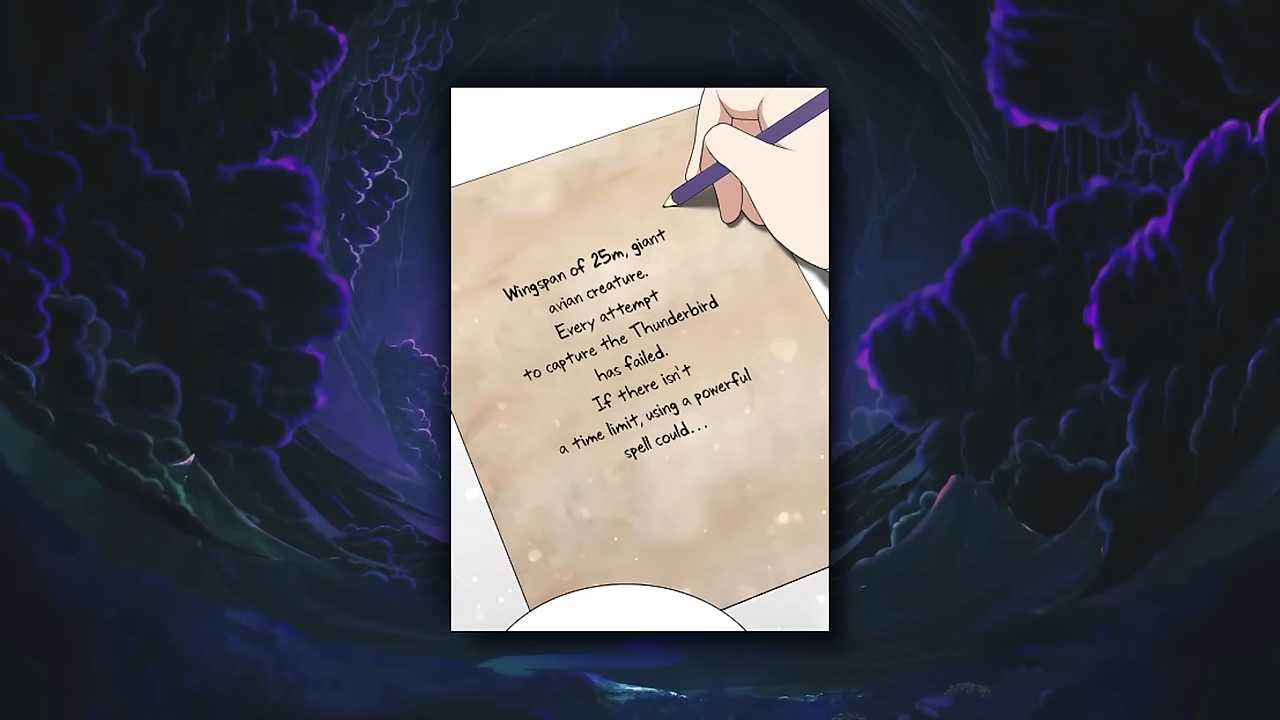 Wingspan of 25m, giant
avian creature.
Every attempt
to capture the Thunderbird
has failed.
If there isn't
a time limit, using a powerful
spell could...